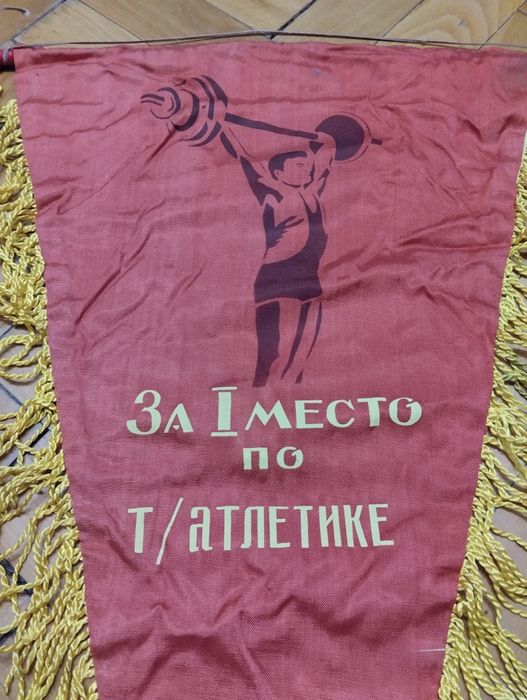 За I место
по
т/атлетике